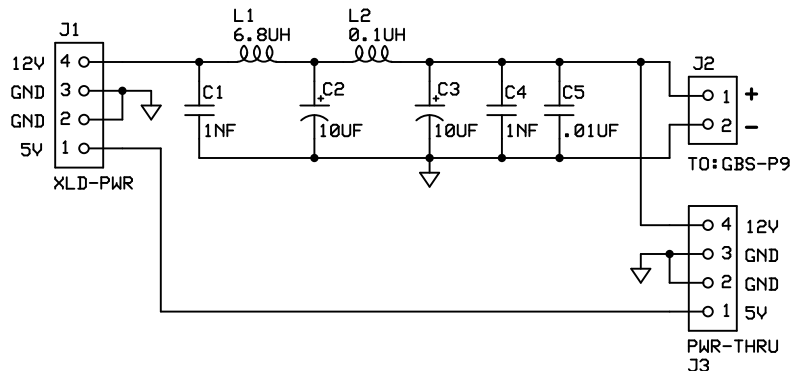 J1
L1
6.8UH
L2
0.1UH
12V
4
GND
3
GND
2
5V
1
XLD-PWR
C1
1NF
C2
+
10UF
C3
+
10UF
C4
1NF
C5
.01UF
J2
1
+
2
−
TO:GBS-P9
4
12V
3
GND
2
GND
1
5V
PWR-THRU
J3